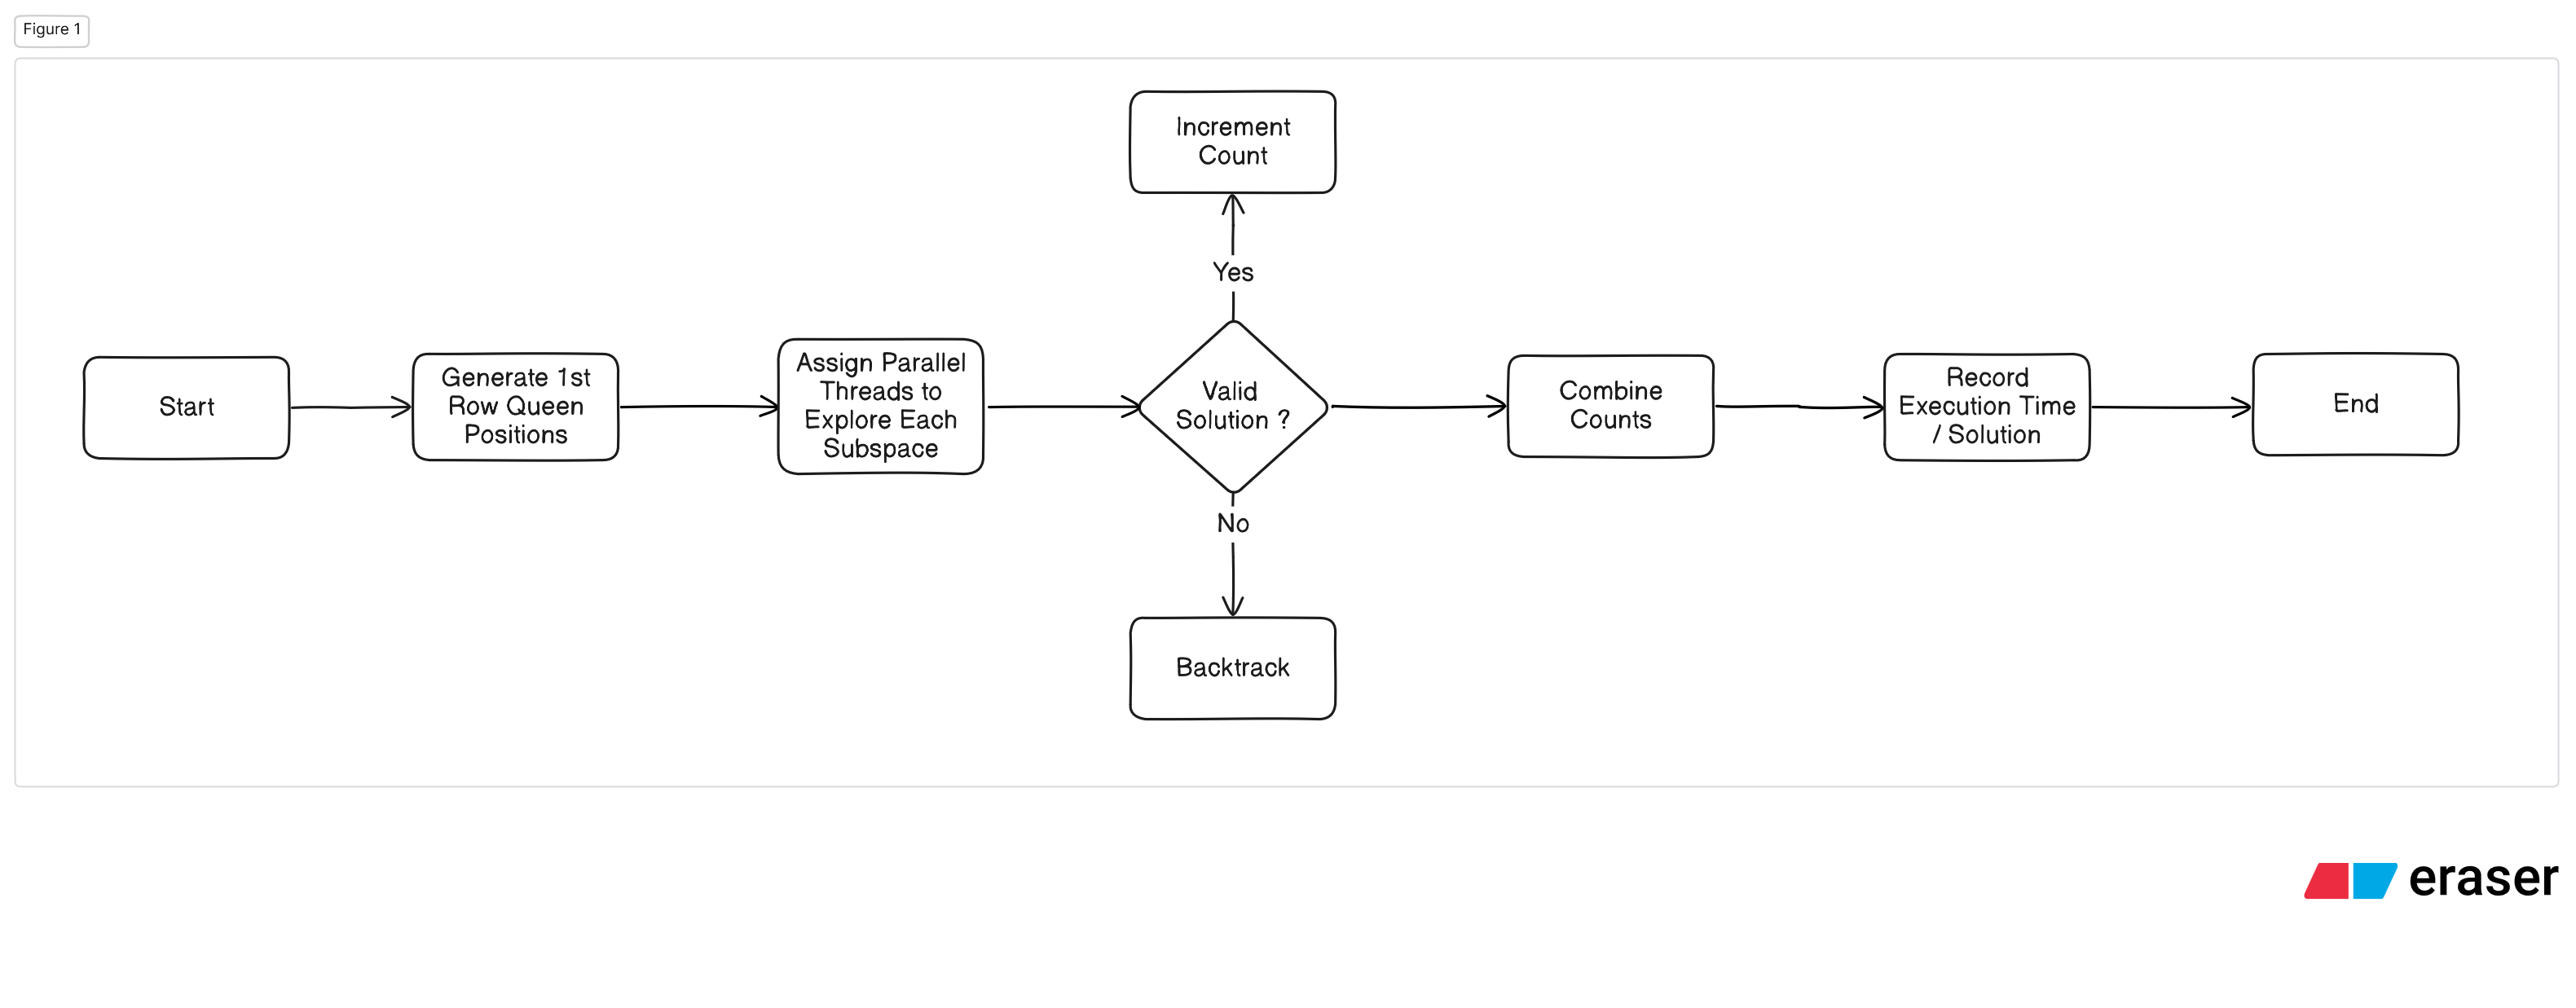 Figure 1
Increment
Count
Yes
Start
Generate 1st
Row Queen
Positions
Assign Parallel
Threads to
Explore Each
Subspace
Valid
Solution ?
Combine
Counts
Record
Execution Time
/ Solution
End
No
Backtrack
eraser